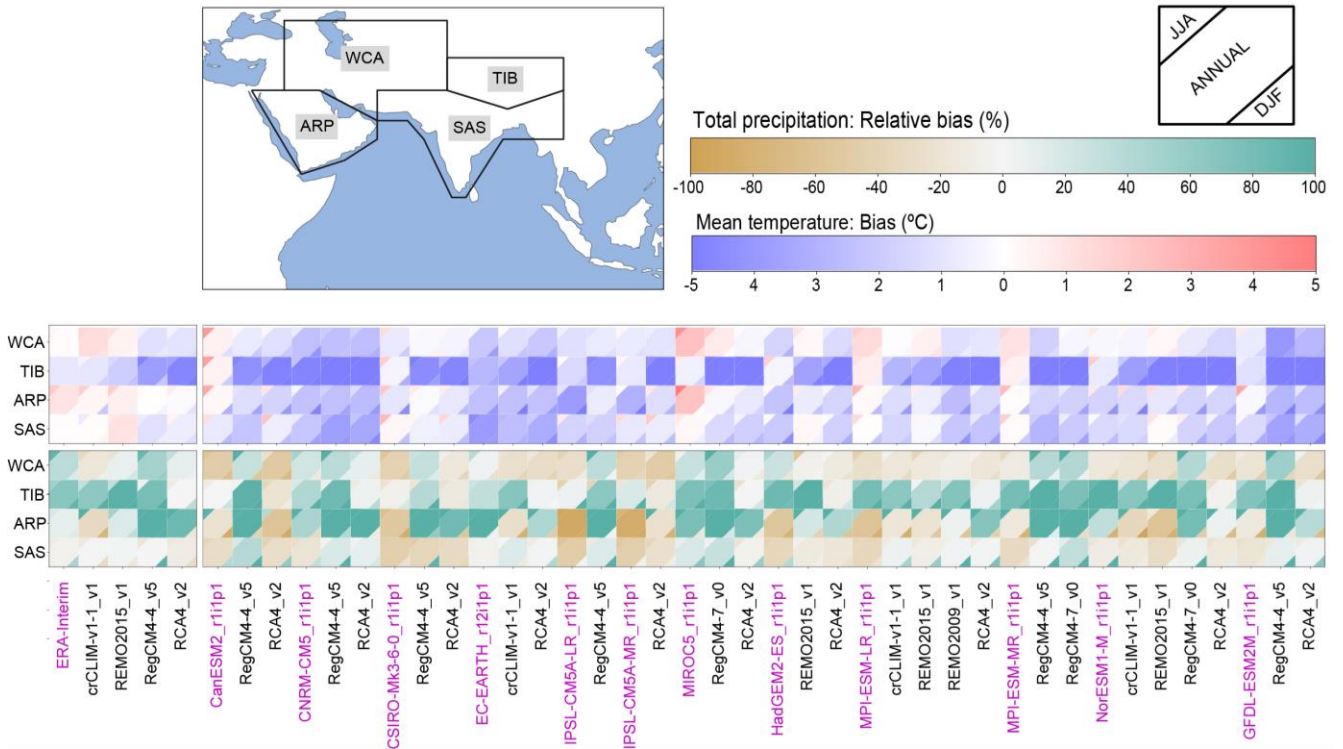 WCA
TIB
ARP
SAS
JJA
ANNUAL
DJF
Total precipitation: Relative bias (%)
-100 -80 -60 -40 -20 0 20 40 60 80 100
Mean temperature: Bias (ºC)
-5 4 3 2 1 0 1 2 3 4 5
WCA
TIB
ARP
SAS
WCA
TIB
ARP
SAS
ERA-Interim
crCLIM-v1-1_v1
REMO2015_v1
RegCM4-4_v5
RCA4_v2
CanESM2_r1i1p1
RegCM4-4_v5
RCA4_v2
CNRM-CM5_r1i1p1
RegCM4-4_v5
RCA4_v2
CSIRO-Mk3-6-0_r1i1p1
RegCM4-4_v5
RCA4_v2
EC-EARTH_r12i1p1
crCLIM-v1-1_v1
RCA4_v2
IPSL-CM5A-LR_r1i1p1
RegCM4-4_v5
IPSL-CM5A-MR_r1i1p1
RCA4_v2
MIROC5_r1i1p1
RegCM4-7_v0
RCA4_v2
HadGEM2-ES_r1i1p1
REMO2015_v1
RCA4_v2
MPI-ESM-LR_r1i1p1
crCLIM-v1-1_v1
REMO2015_v1
REMO2009_v1
RCA4_v2
MPI-ESM-MR_r1i1p1
RegCM4-4_v5
RegCM4-7_v0
NorESM1-M_r1i1p1
crCLIM-v1-1_v1
REMO2015_v1
RegCM4-7_v0
RCA4_v2
GFDL-ESM2M_r1i1p1
RegCM4-4_v5
RCA4_v2